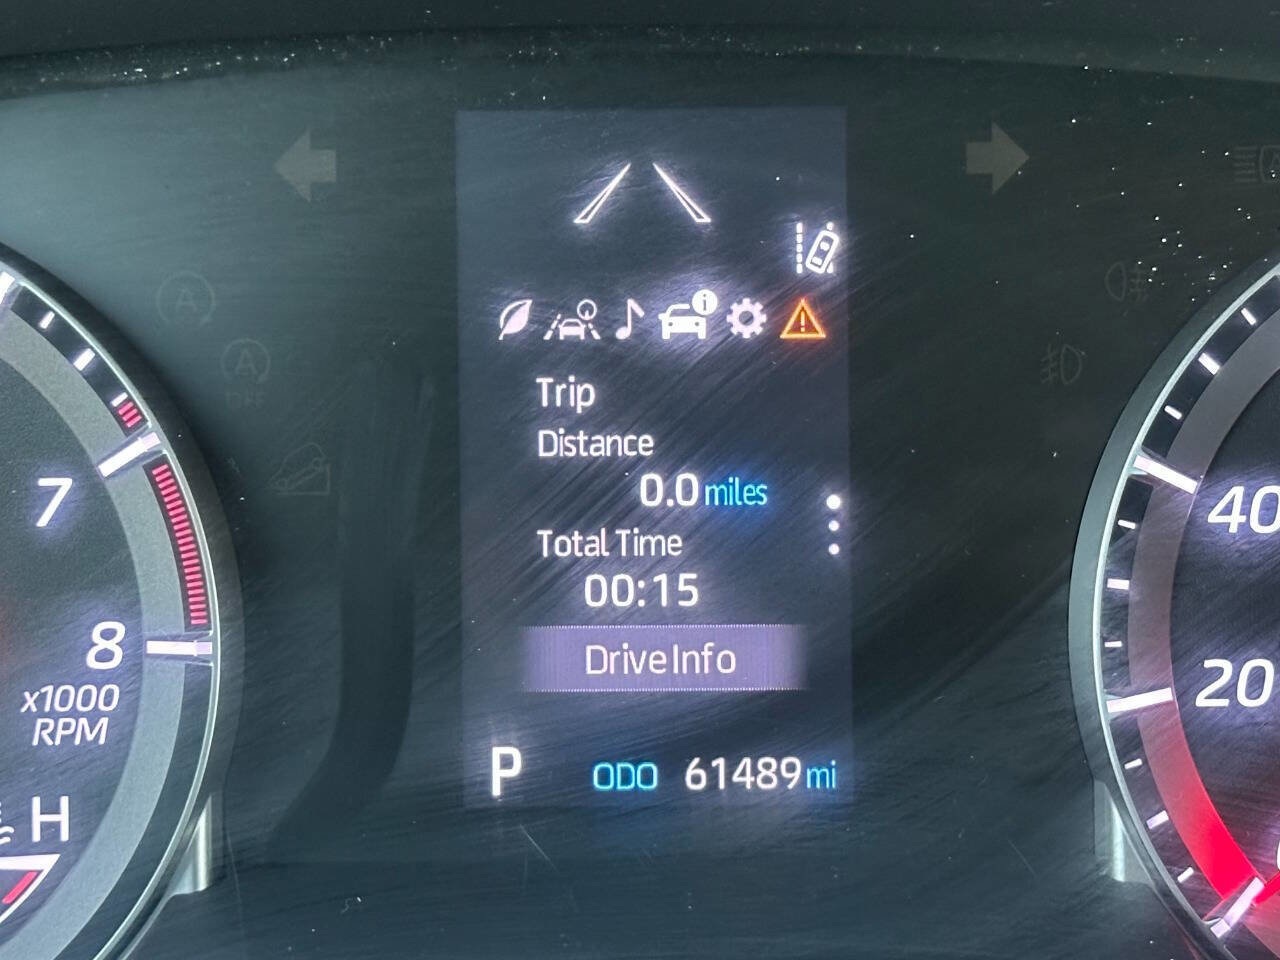 Trip
Distance
0.0 miles
Total Time
00:15
Drive Info
P ODO 61489 mi
7
8
x1000
RPM
H
40
20
A
A
OFF